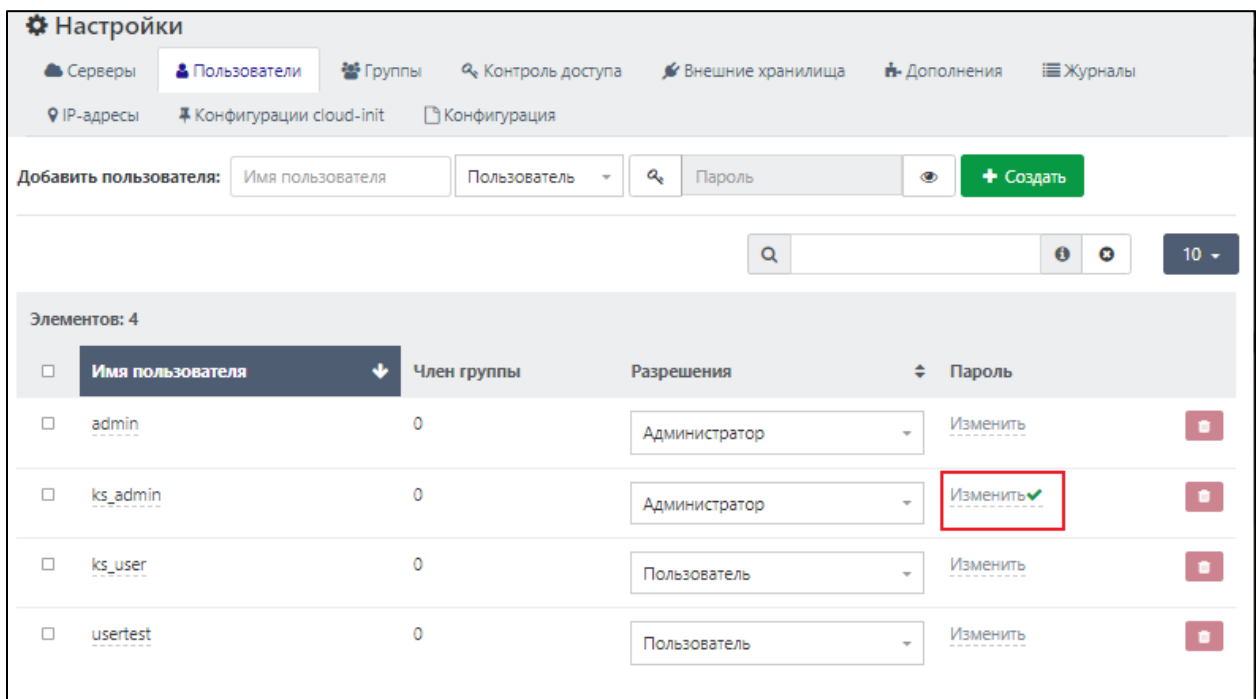 Настройки
Серверы Пользователи Группы Контроль доступа Внешние хранилища Дополнения Журналы
IP-адресы Конфигурации cloud-init Конфигурация
Добавить пользователя: Имя пользователя Пользователь Пароль Создать
10
Элементов: 4
Имя пользователя Член группы Разрешения Пароль
admin 0 Администратор Изменить
ks_admin 0 Администратор Изменить
ks_user 0 Пользователь Изменить
usertest 0 Пользователь Изменить